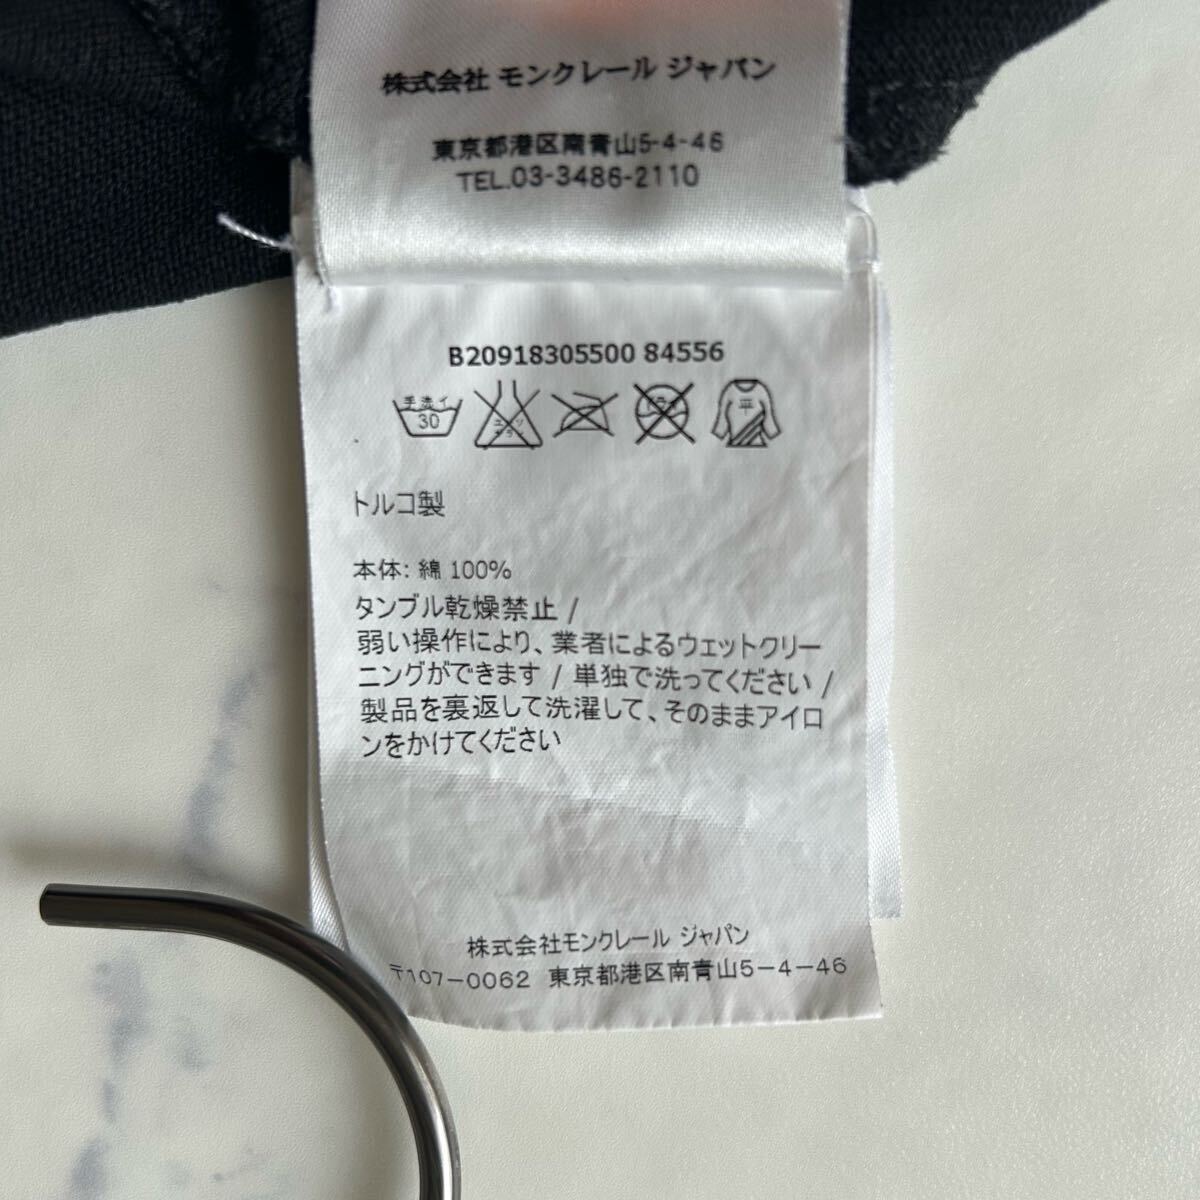 株式会社 モンクレール ジャパン
東京都港区南青山5-4-46
TEL.03-3486-2110
B20918305500 84556
手洗イ
30
エンソ
サラシ
平
トルコ製
本体: 綿 100%
タンブル乾燥禁止 /
弱い操作により、業者によるウェットクリー
ニングができます / 単独で洗ってください /
製品を裏返して洗濯して、そのままアイロ
ンをかけてください
株式会社モンクレール ジャパン
〒107-0062 東京都港区南青山5-4-46